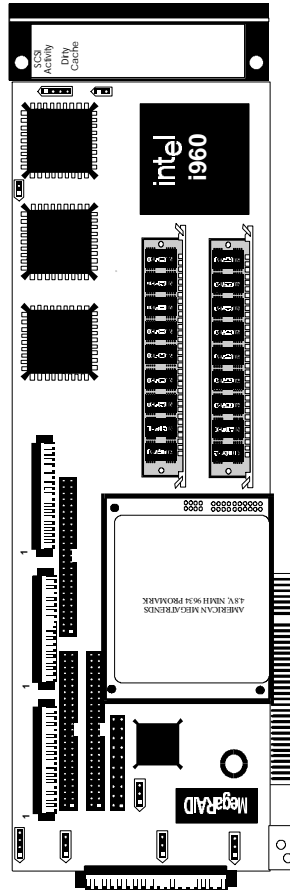 SCSI
Activity
Dirty
Cache
intel
i960
AMERICAN MEGATRENDS
4.8V, NIMH 9634 PROMARK
1
1
1
MegaRAID